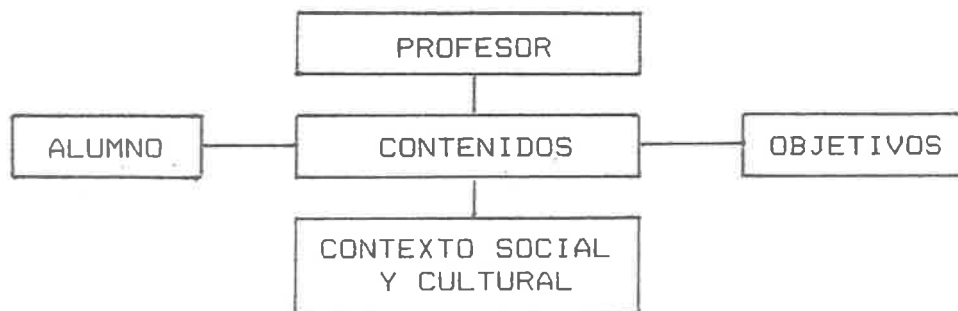 PROFESOR
ALUMNO
CONTENIDOS
OBJETIVOS
CONTEXTO SOCIAL
Y CULTURAL